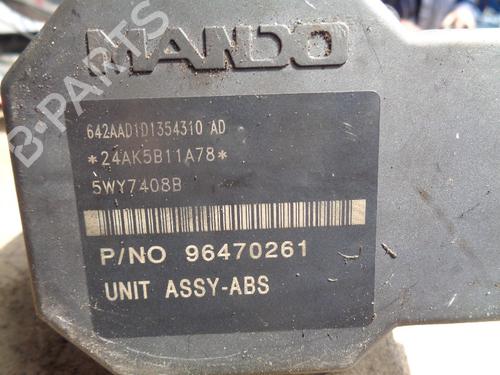 MANDO
642AAD1D1354310 AD
*24AK5B11A78*
5WY7408B
P/NO 96470261
UNIT ASSY-ABS
B-PARTS